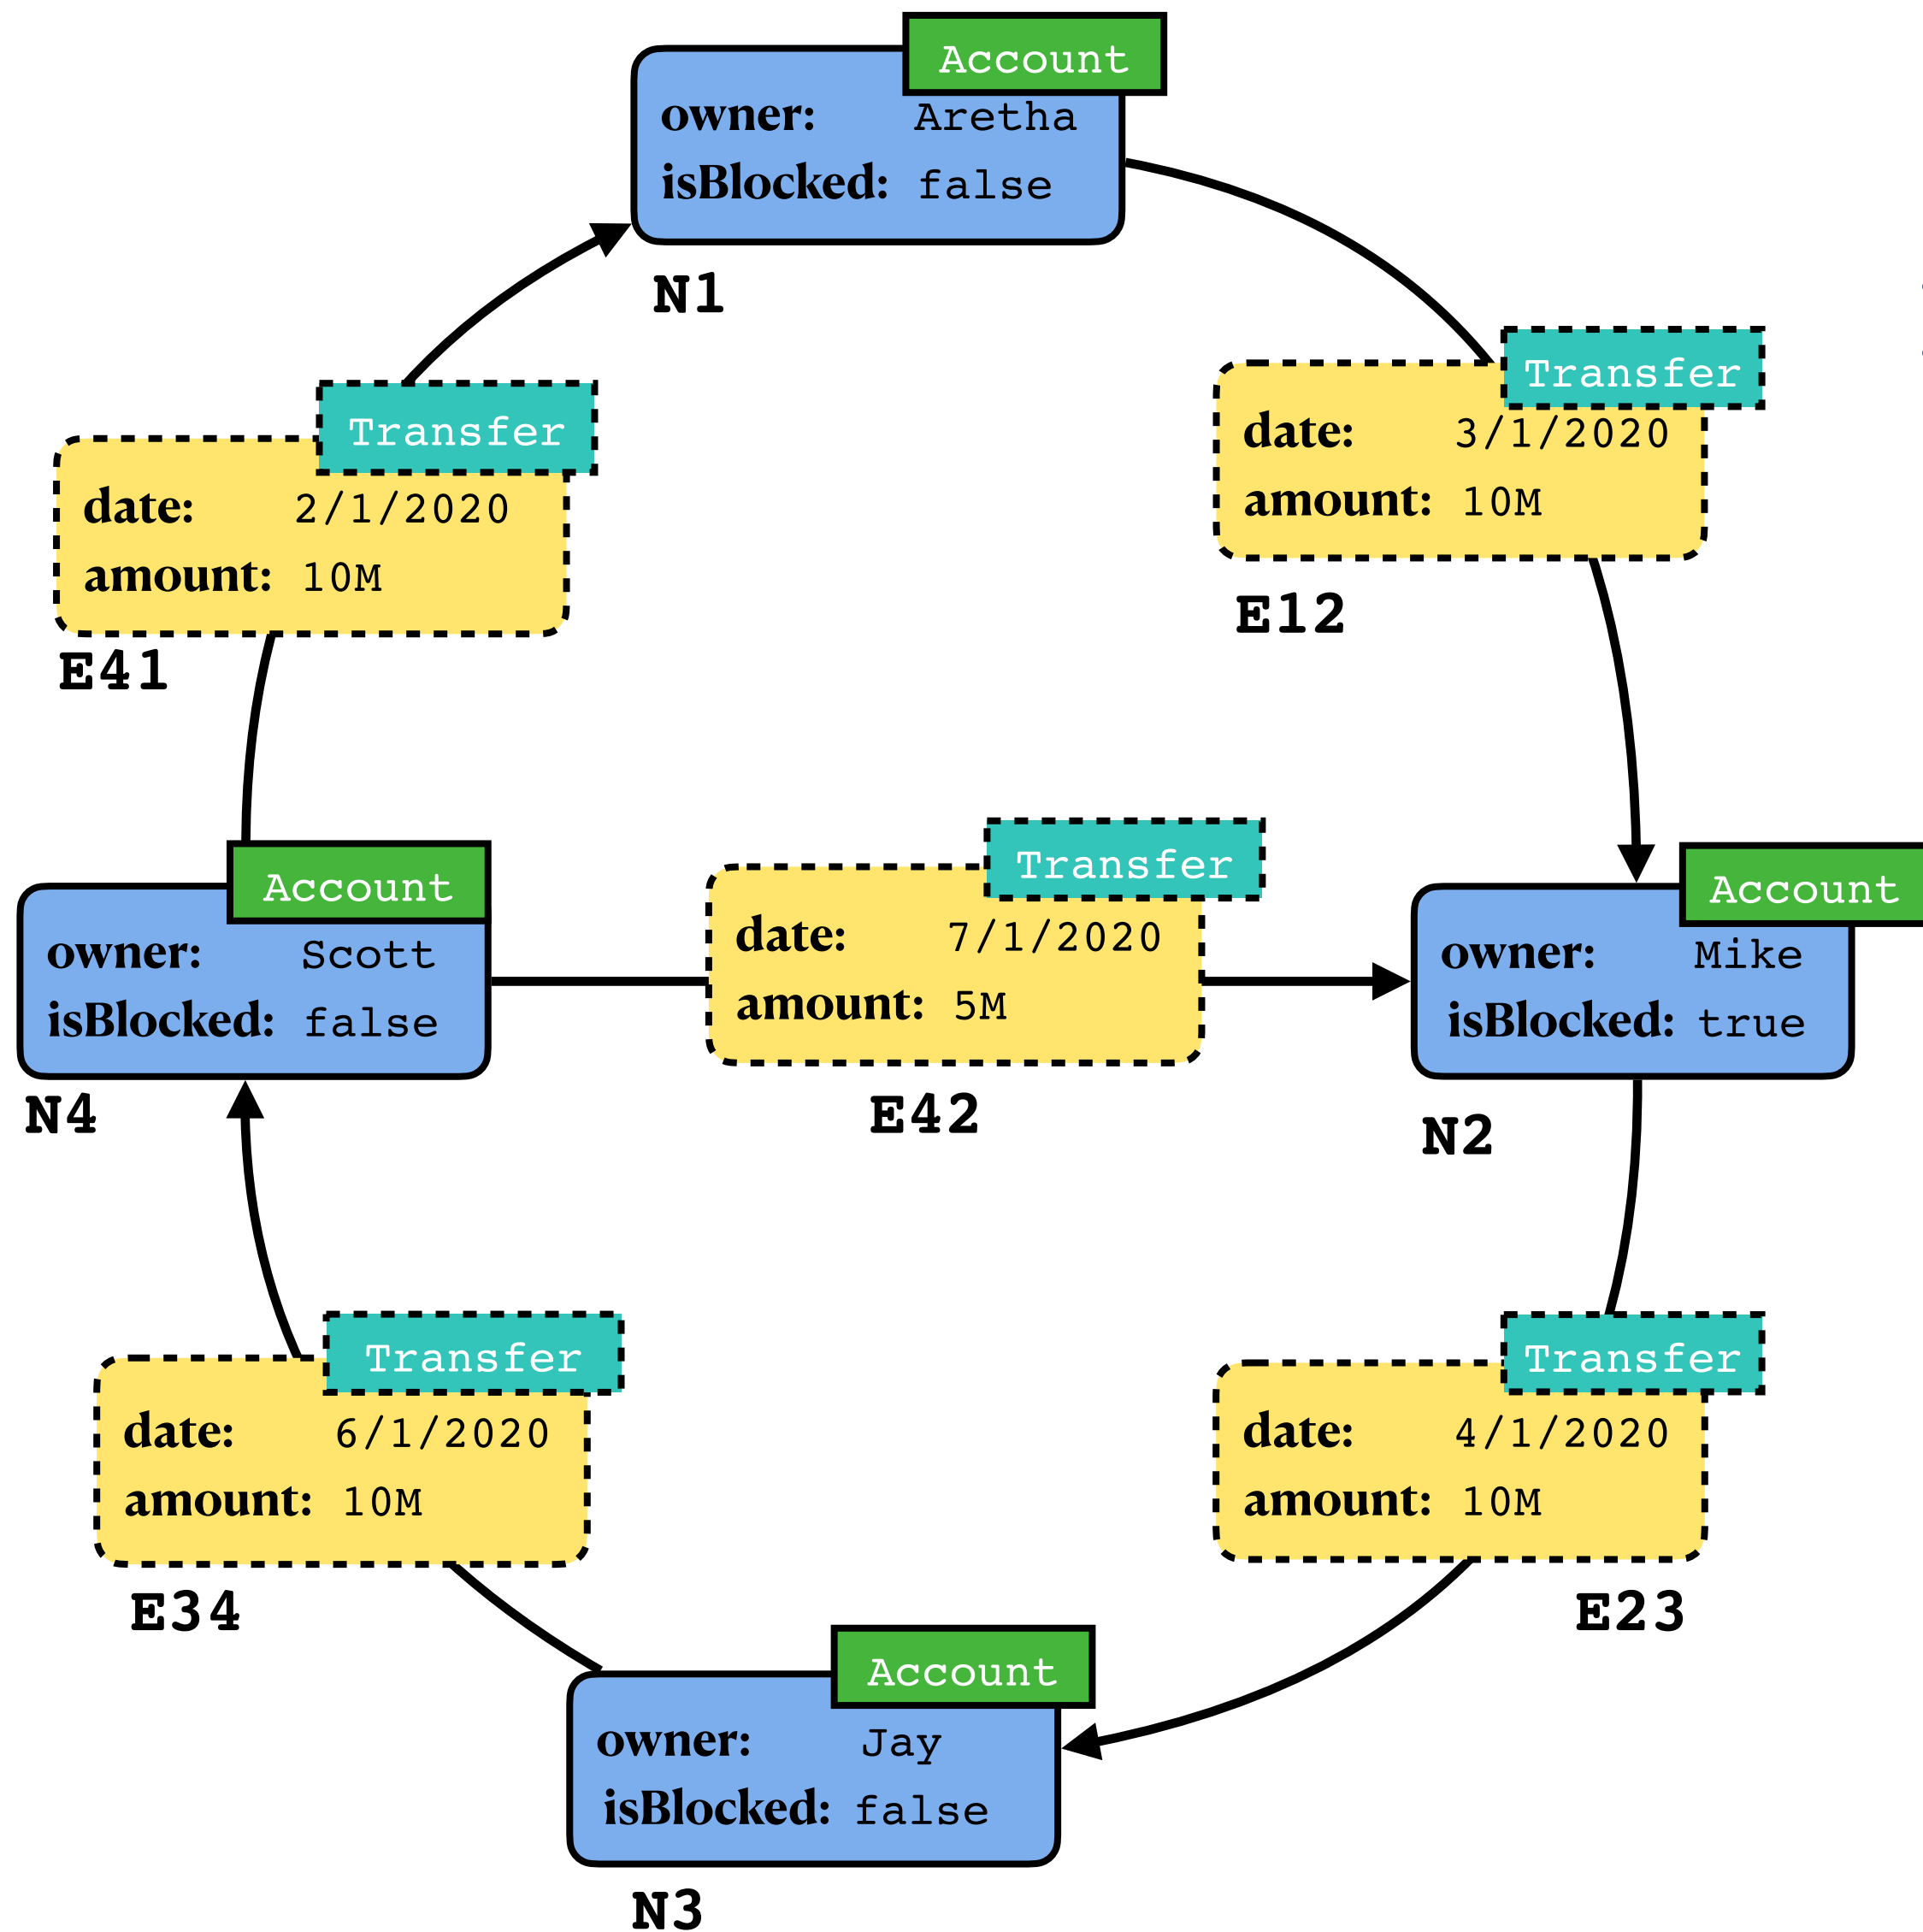 Account
owner: Aretha
isBlocked: false
N1
Transfer
date: 3/1/2020
amount: 10M
E12
Transfer
date: 2/1/2020
amount: 10M
E41
Account
owner: Scott
isBlocked: false
N4
Transfer
date: 7/1/2020
amount: 5M
E42
Account
owner: Mike
isBlocked: true
N2
Transfer
date: 6/1/2020
amount: 10M
E34
Transfer
date: 4/1/2020
amount: 10M
E23
Account
owner: Jay
isBlocked: false
N3